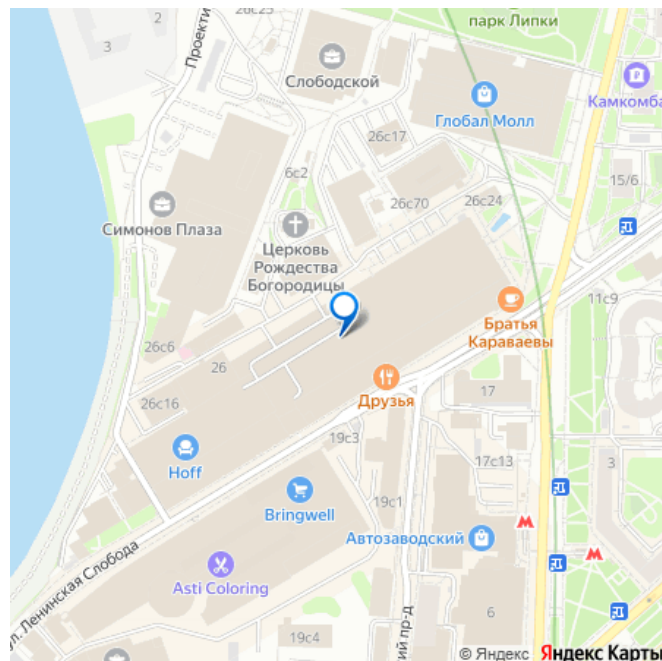 26с25
парк Липки
2
3
Проекти
Слободской
Глобал Молл
Камкомба
26с17
15/6
6с2
26с70
26с24
Симонов Плаза
Церковь
Рождества
Богородицы
11с9
Братья
Караваевы
26с6
26
Друзья
17
26с16
19с3
Hoff
17с13
3
Bringwell
19с1
Автозаводский
ул. Ленинская Слобода
Asti Coloring
6
19с4
ий пр-д
© Яндекс Яндекс Карты